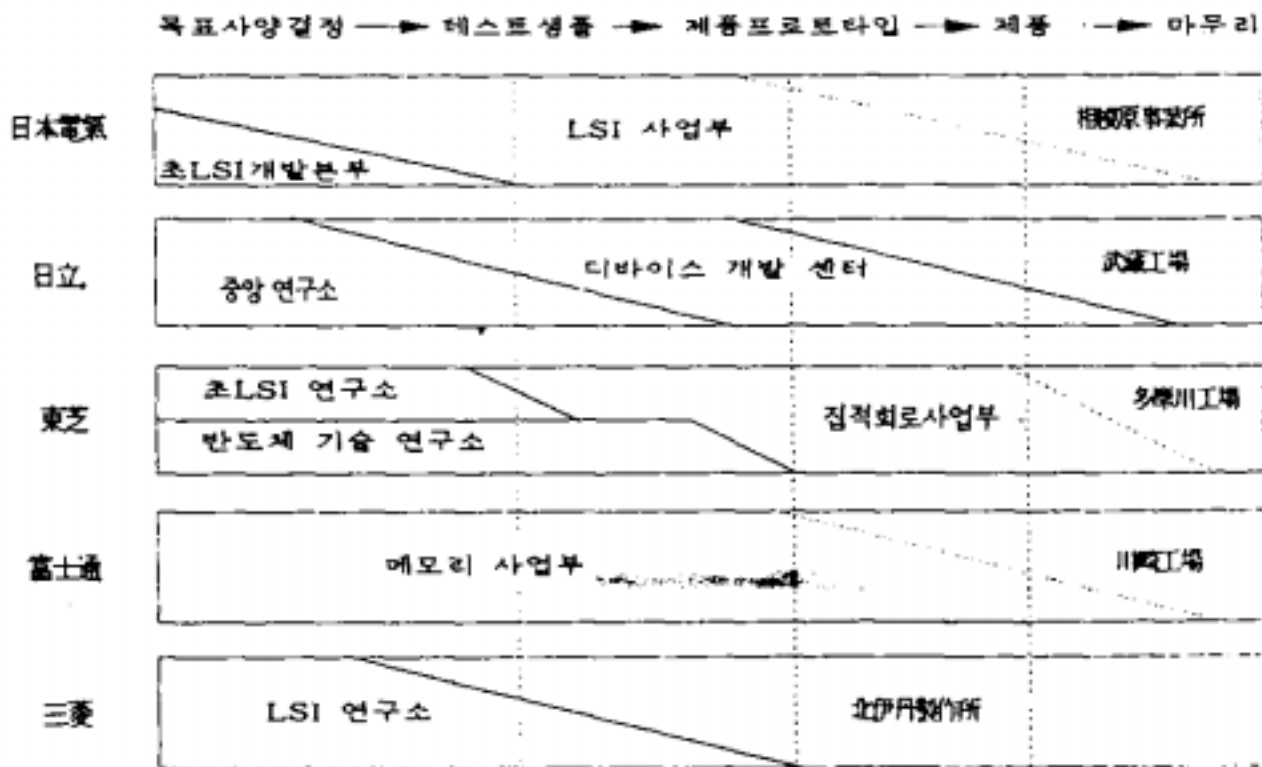 목표사양결정 → 테스트샘플 → 제품프로토타입 → 제품 → 마무리
日本電氣 LSI 사업부 相模原事業所
초LSI개발본부
日立 중앙 연구소 디바이스 개발 센터 武蔵工場
東芝 초LSI 연구소 집적회로사업부 多摩川工場
반도체 기술 연구소
富士通 메모리 사업부 川崎工場
三菱 LSI 연구소 北伊丹製作所